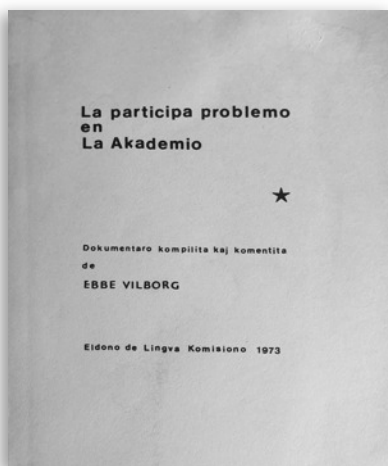 La participa problemo
en
La Akademio
★
Dokumentaro kompilita kaj komentita
de
EBBE VILBORG
Eldono de Lingva Komisiono 1973